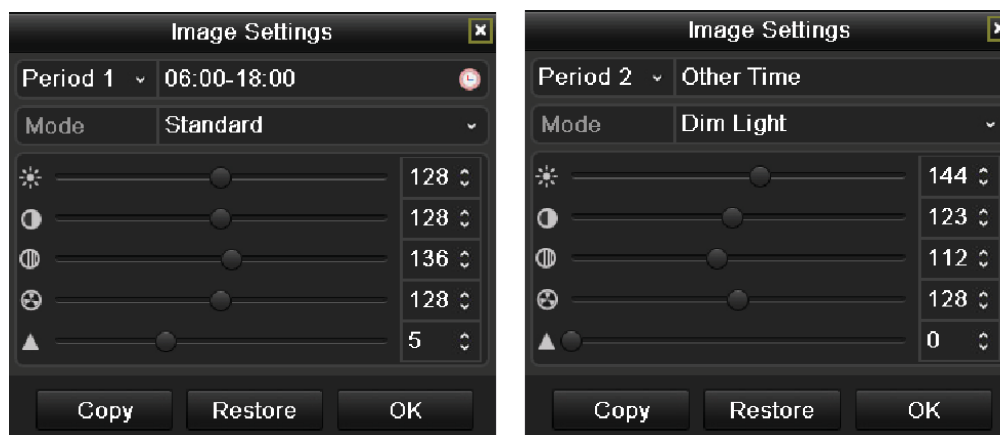 Image Settings
Period 1 06:00-18:00
Mode Standard
128
128
136
128
5
Copy Restore OK
Image Settings
Period 2 Other Time
Mode Dim Light
144
123
112
128
0
Copy Restore OK